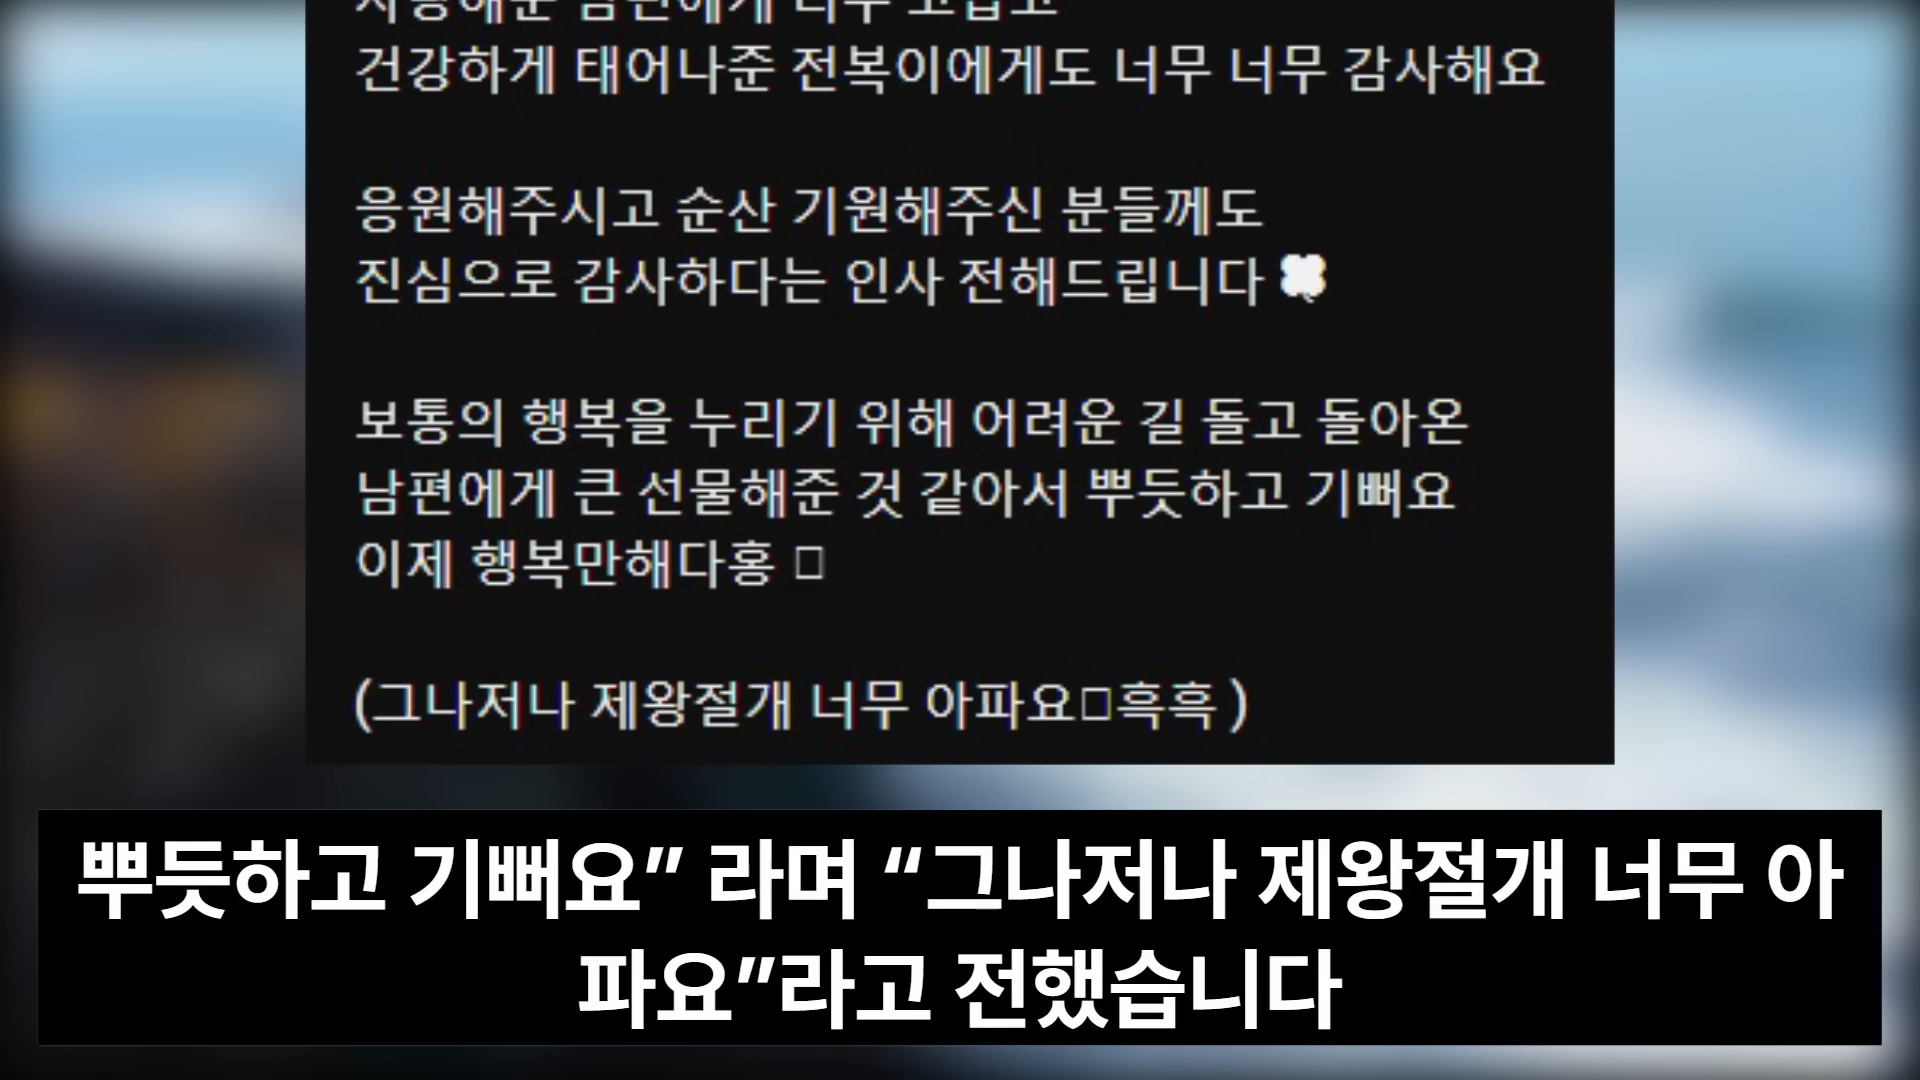 건강하게 태어나준 전복이에게도 너무 너무 감사해요
응원해주시고 순산 기원해주신 분들께도
진심으로 감사하다는 인사 전해드립니다 🍀
보통의 행복을 누리기 위해 어려운 길 돌고 돌아온
남편에게 큰 선물해준 것 같아서 뿌듯하고 기뻐요
이제 행복만해다홍 □
(그나저나 제왕절개 너무 아파요□흑흑 )
뿌듯하고 기뻐요” 라며 “그나저나 제왕절개 너무 아
파요”라고 전했습니다